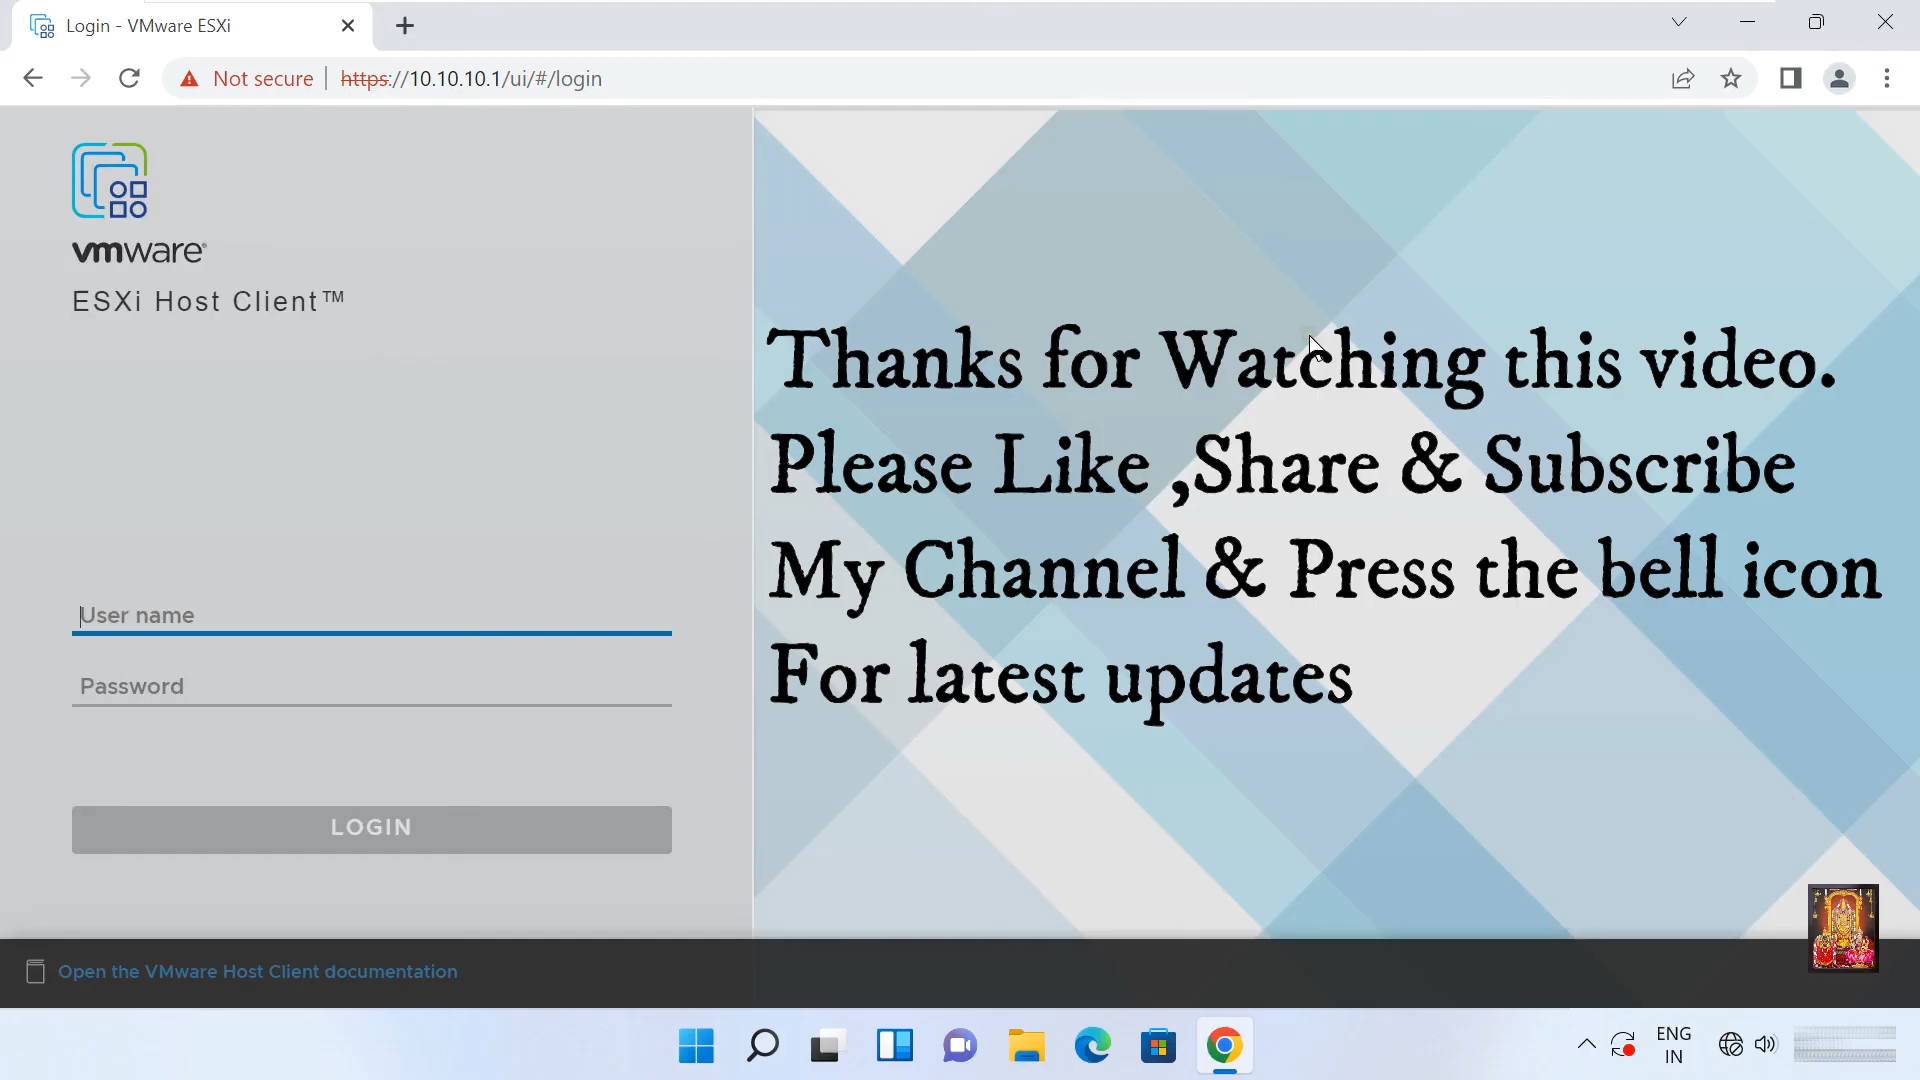 Login - VMware ESXi
Not secure
https://10.10.10.1/ui/#/login
vmware®
ESXi Host Client™
Thanks for Watching this video.
Please Like ,Share & Subscribe
My Channel & Press the bell icon
For latest updates
User name
Password
LOGIN
Open the VMware Host Client documentation
ENG
IN